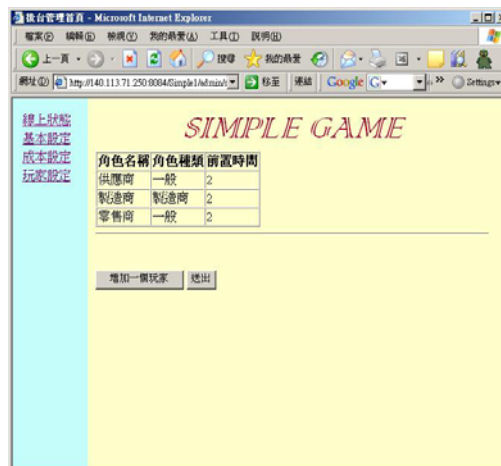 後台管理首頁 - Microsoft Internet Explorer
檔案(F) 編輯(E) 檢視(V) 我的最愛(A) 工具(T) 說明(H)
上一頁 搜尋 我的最愛
網址(D) http://140.113.71.250:8084/Simple1/admin/ 移至 連結 Google G Settings
線上狀態
基本設定
成本設定
玩家設定
SIMPLE GAME
角色名稱 角色種類 前置時間
供應商 一般 2
製造商 製造商 2
零售商 一般 2
增加一個玩家 送出